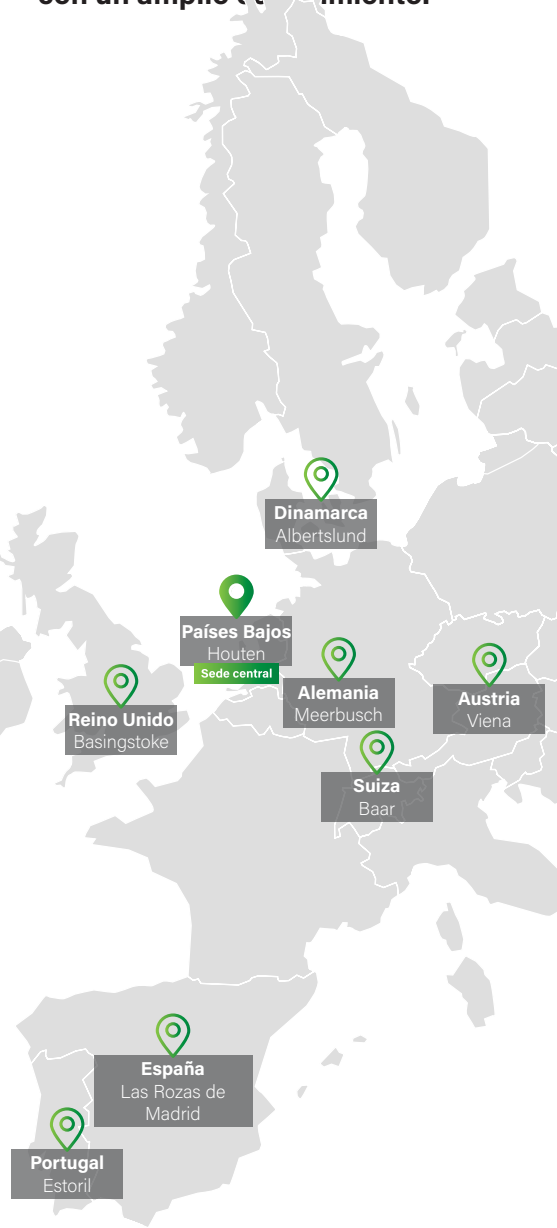 con un amplio
Dinamarca
Albertslund
Países Bajos
Houten
Sede central
Alemania
Meerbusch
Austria
Viena
Reino Unido
Basingstoke
Suiza
Baar
España
Las Rozas de
Madrid
Portugal
Estoril